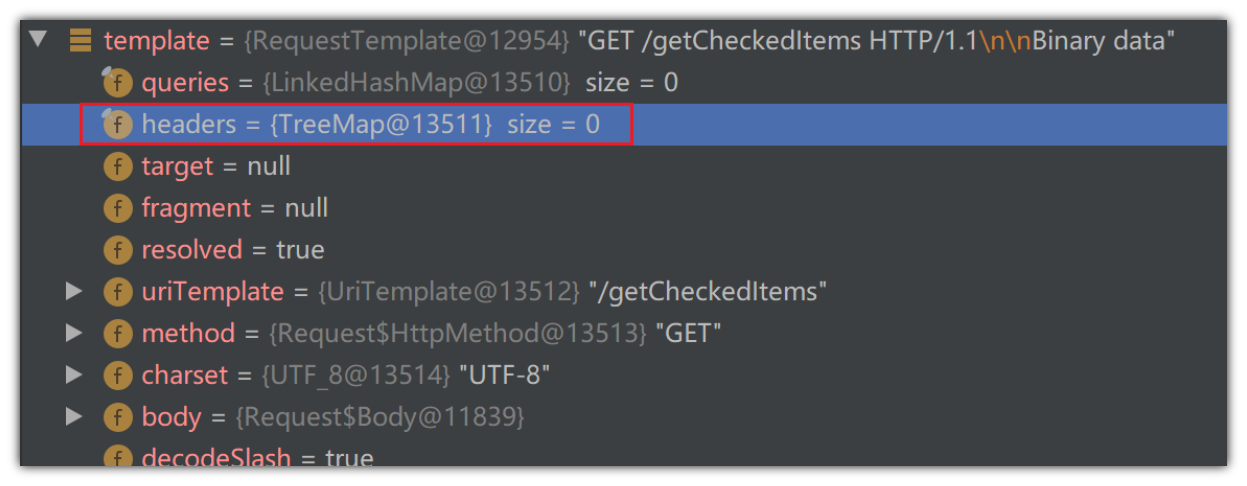 template = {RequestTemplate@12954} "GET /getCheckedItems HTTP/1.1\n\nBinary data"
f queries = {LinkedHashMap@13510} size = 0
f headers = {TreeMap@13511} size = 0
f target = null
f fragment = null
f resolved = true
f uriTemplate = {UriTemplate@13512} "/getCheckedItems"
f method = {Request$HttpMethod@13513} "GET"
f charset = {UTF_8@13514} "UTF-8"
f body = {Request$Body@11839}
f decodeSlash = true